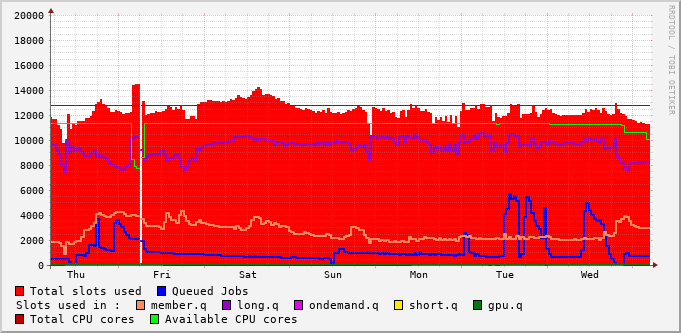 20000
18000
16000
14000
12000
10000
8000
6000
4000
2000
0
Thu Fri Sat Sun Mon Tue Wed
RRDTOOL / TOBI OETIKER
Total slots used Queued Jobs
Slots used in : member.q long.q ondemand.q short.q gpu.q
Total CPU cores Available CPU cores